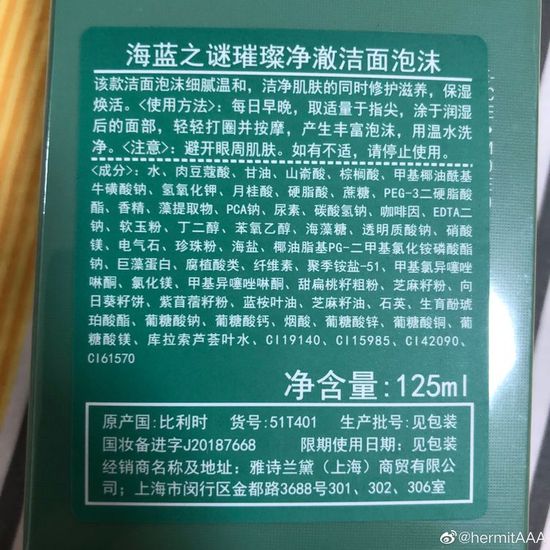 海蓝之谜璀璨净澈洁面泡沫
该款洁面泡沫细腻温和，洁净肌肤的同时修护滋养，保湿
焕活。<使用方法>：每日早晚，取适量于指尖，涂于润湿
后的面部，轻轻打圈并按摩，产生丰富泡沫，用温水洗
净。<注意>：避开眼周肌肤。如有不适，请停止使用。
<成分>：水、肉豆蔻酸、甘油、山嵛酸、棕榈酸、甲基椰油酰基
牛磺酸钠、氢氧化钾、月桂酸、硬脂酸、蔗糖、PEG-3二硬脂酸
酯、香精、藻提取物、PCA钠、尿素、碳酸氢钠、咖啡因、EDTA二
钠、软玉粉、丁二醇、苯氧乙醇、海藻糖、透明质酸钠、硝酸
镁、电气石、珍珠粉、海盐、椰油脂基PG-二甲基氯化铵磷酸酯
钠、巨藻蛋白、腐植酸类、纤维素、聚季铵盐-51、甲基氯异噻唑
啉酮、氯化镁、甲基异噻唑啉酮、甜扁桃籽粗粉、芝麻籽粉、向
日葵籽饼、紫苜蓿籽粉、蓝桉叶油、芝麻籽油、石英、生育酚琥
珀酸酯、葡糖酸钠、葡糖酸钙、烟酸、葡糖酸锌、葡糖酸铜、葡
糖酸镁、库拉索芦荟叶水、CI19140、CI15985、CI42090、
CI61570
净含量:125ml
原产国:比利时 货号:51T401 生产批号:见包装
国妆备进字J20187668 限期使用日期:见包装
经销商名称及地址：雅诗兰黛（上海）商贸有限公司
；上海市闵行区金都路3688号301、302、306室
@hermitAAA